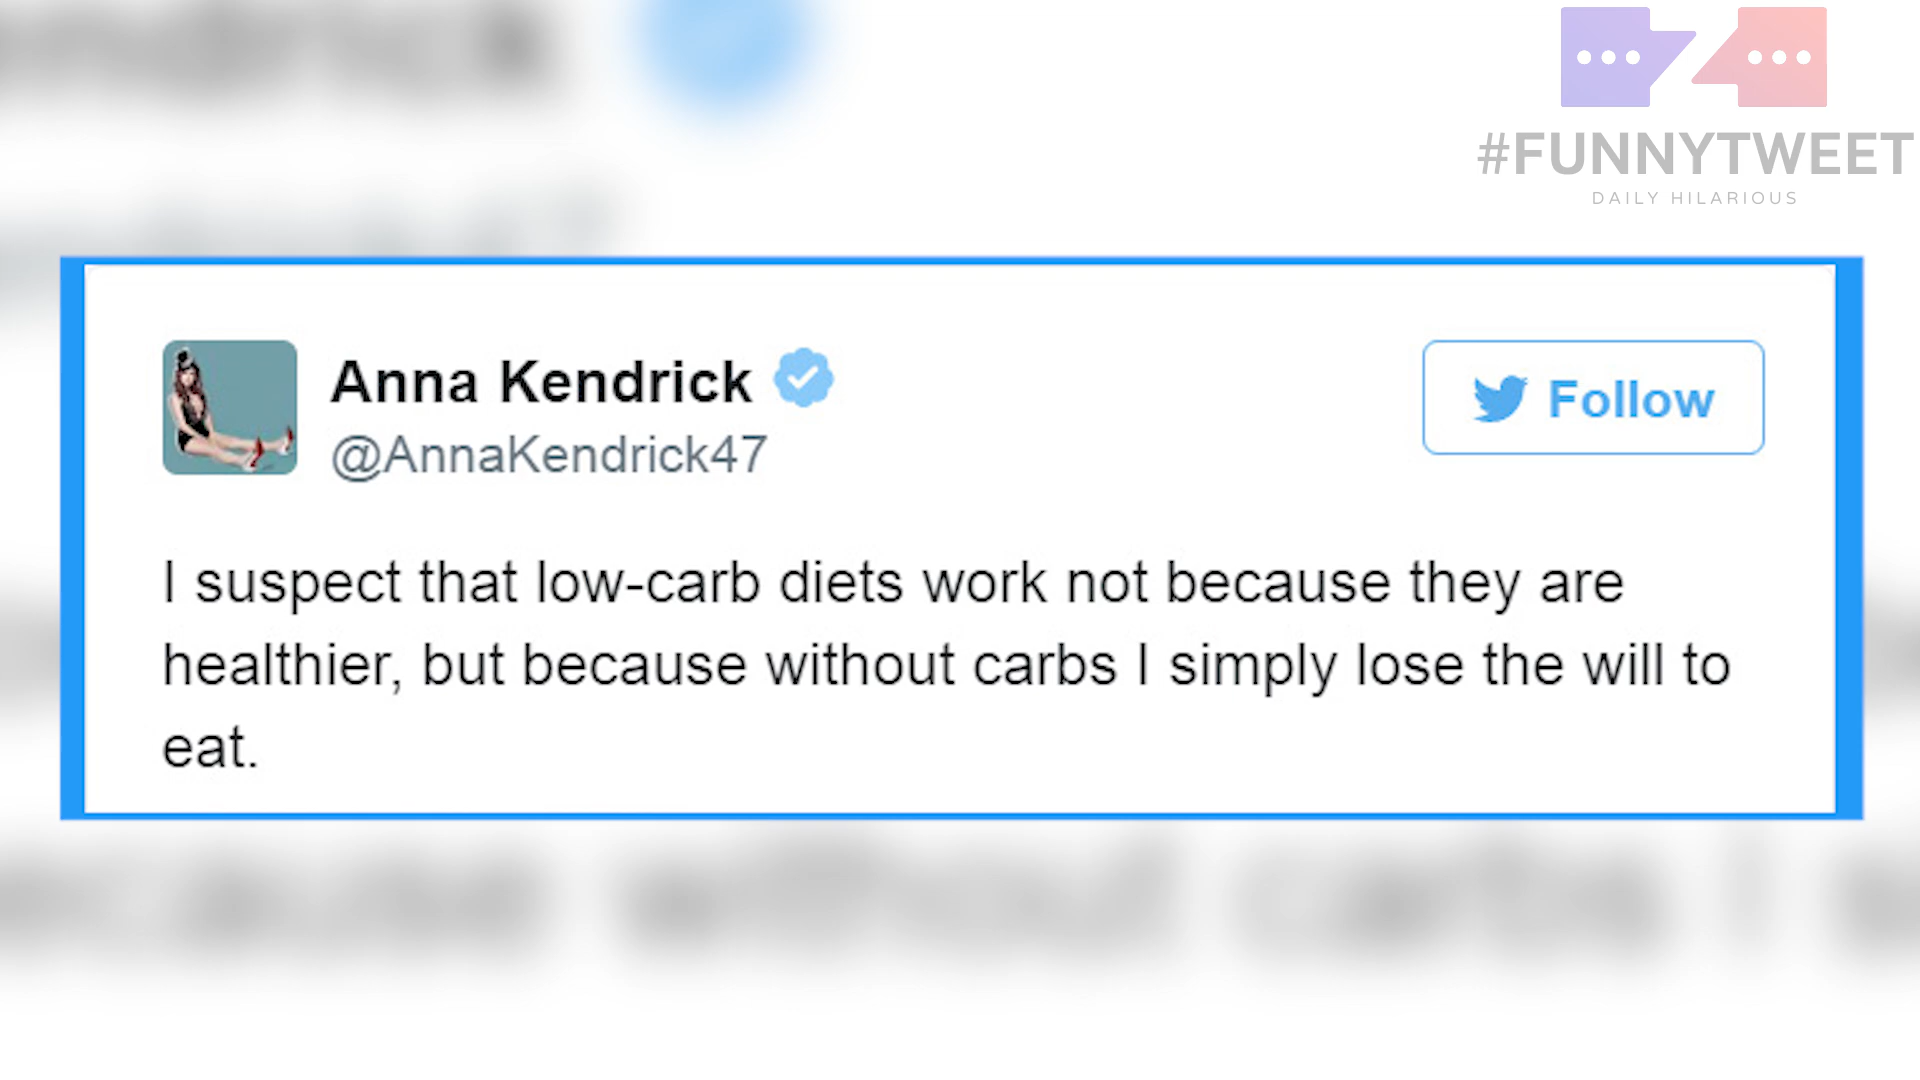 #FUNNYTWEET
DAILY HILARIOUS
Anna Kendrick
@AnnaKendrick47
Follow
I suspect that low-carb diets work not because they are
healthier, but because without carbs I simply lose the will to
eat.